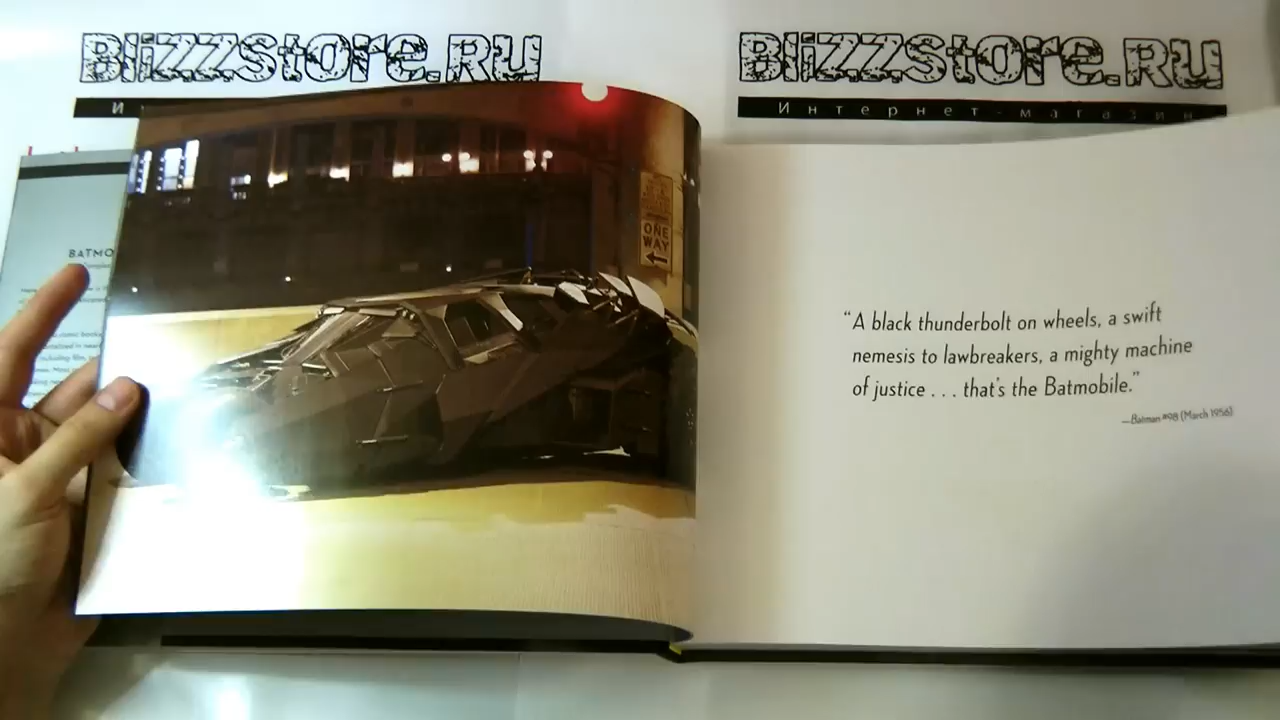 BlizzStore.RU
BlizzStore.RU
И
Интернет-магазин
BATMO
ONE
WAY
“A black thunderbolt on wheels, a swift
nemesis to lawbreakers, a mighty machine
of justice . . . that's the Batmobile.”
—Batman #98 (March 1956)